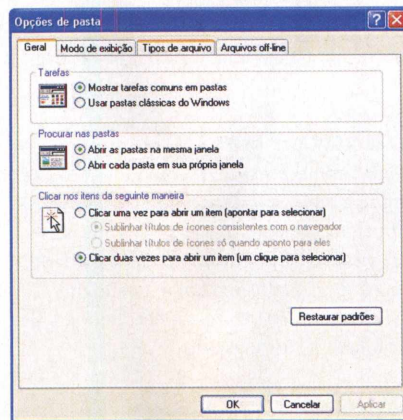 Opções de pasta
Geral Modo de exibição Tipos de arquivo Arquivos off-line
Tarefas
Mostrar tarefas comuns em pastas
Usar pastas clássicas do Windows
Procurar nas pastas
Abrir as pastas na mesma janela
Abrir cada pasta em sua própria janela
Clicar nos itens da seguinte maneira
Clicar uma vez para abrir um item (apontar para selecionar)
Sublinhar títulos de ícones consistentes com o navegador
Sublinhar títulos de ícones só quando aponto para eles
Clicar duas vezes para abrir um item (um clique para selecionar)
Restaurar padrões
OK Cancelar Aplicar